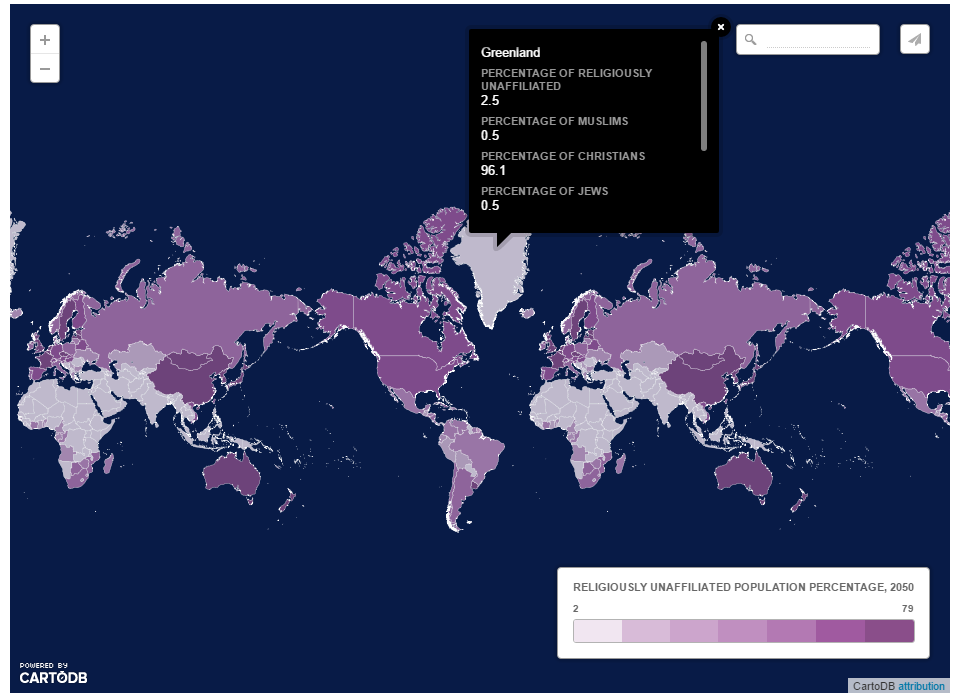 +
−
×
Greenland
PERCENTAGE OF RELIGIOUSLY
UNAFFILIATED
2.5
PERCENTAGE OF MUSLIMS
0.5
PERCENTAGE OF CHRISTIANS
96.1
PERCENTAGE OF JEWS
0.5
RELIGIOUSLY UNAFFILIATED POPULATION PERCENTAGE, 2050
2 79
POWERED BY
CARTODB
CartoDB attribution